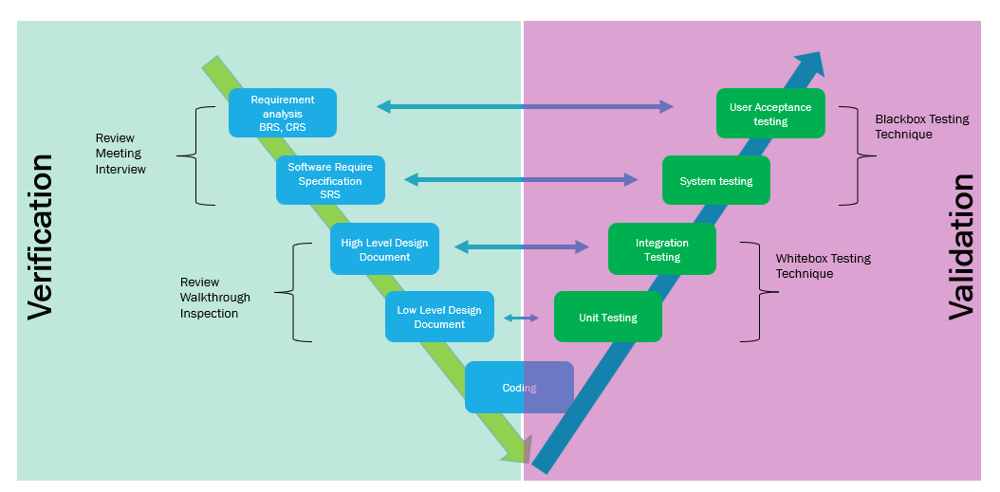 Verification
Review
Meeting
Interview
Review
Walkthrough
Inspection
Requirement
analysis
BRS, CRS
Software Require
Specification
SRS
High Level Design
Document
Low Level Design
Document
Coding
User Acceptance
testing
System testing
Integration
Testing
Unit Testing
Blackbox Testing
Technique
Whitebox Testing
Technique
Validation